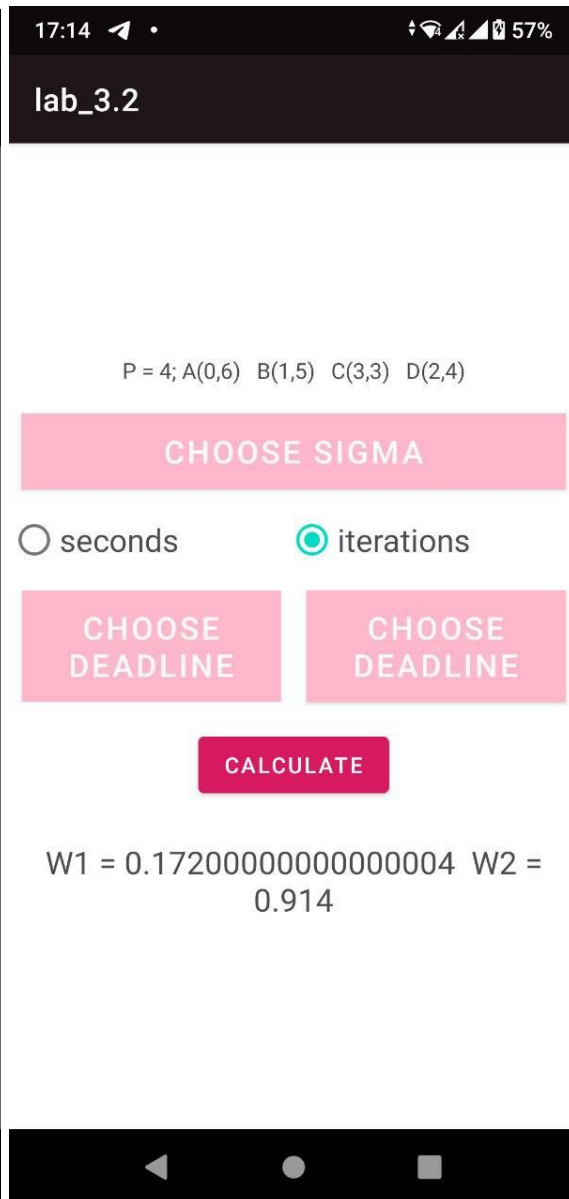 17:14 57%
lab_3.2
P = 4; A(0,6) B(1,5) C(3,3) D(2,4)
CHOOSE SIGMA
seconds iterations
CHOOSE DEADLINE
CHOOSE DEADLINE
CALCULATE
W1 = 0.17200000000000004 W2 =
0.914